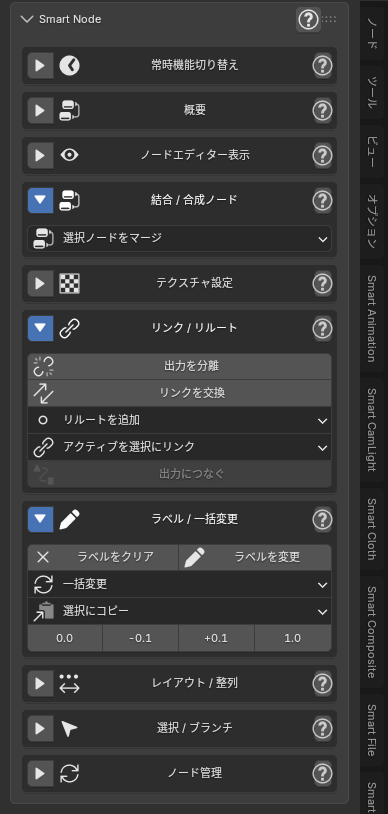 Smart Node
常時機能切り替え
概要
ノードエディター表示
結合 / 合成ノード
選択ノードをマージ
テクスチャ設定
リンク / リルート
出力を分離
リンクを交換
リルートを追加
アクティブを選択にリンク
出力につなぐ
ラベル / 一括変更
ラベルをクリア
ラベルを変更
一括変更
選択にコピー
0.0 -0.1 +0.1 1.0
レイアウト / 整列
選択 / ブランチ
ノード管理
ノード
ツール
ビュー
オプション
Smart Animation
Smart CamLight
Smart Cloth
Smart Composite
Smart File
Smart